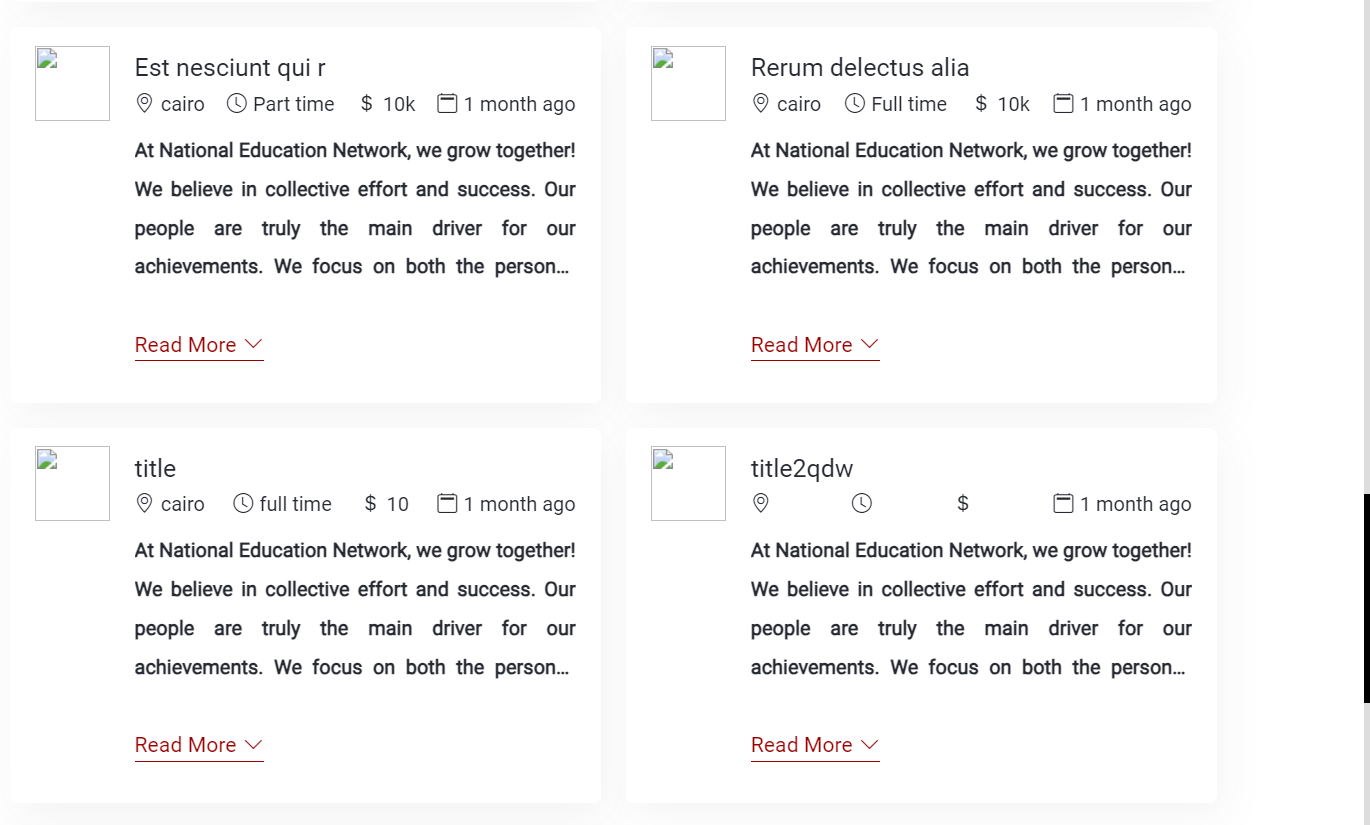 Est nesciunt qui r
cairo Part time $ 10k 1 month ago
At National Education Network, we grow together!
We believe in collective effort and success. Our
people are truly the main driver for our
achievements. We focus on both the person...
Read More
Rerum delectus alia
cairo Full time $ 10k 1 month ago
At National Education Network, we grow together!
We believe in collective effort and success. Our
people are truly the main driver for our
achievements. We focus on both the person...
Read More
title
cairo full time $ 10 1 month ago
At National Education Network, we grow together!
We believe in collective effort and success. Our
people are truly the main driver for our
achievements. We focus on both the person...
Read More
title2qdw
$ 1 month ago
At National Education Network, we grow together!
We believe in collective effort and success. Our
people are truly the main driver for our
achievements. We focus on both the person...
Read More